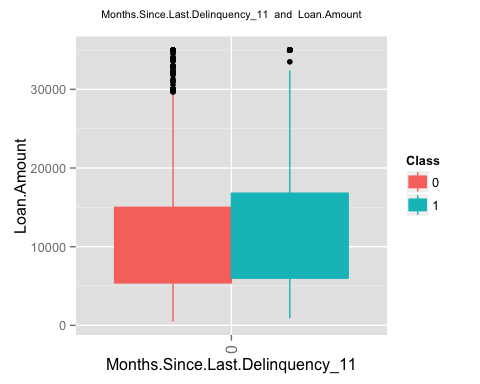 Months.Since.Last.Delinquency_11 and Loan.Amount
Loan.Amount
30000
20000
10000
0
0
Months.Since.Last.Delinquency_11
Class
0
1